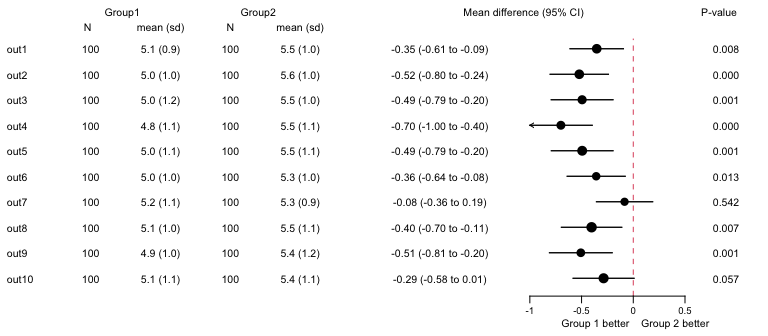 Group1 Group2 Mean difference (95% CI) P-value
N mean (sd) N mean (sd)
out1 100 5.1 (0.9) 100 5.5 (1.0) -0.35 (-0.61 to -0.09) 0.008
out2 100 5.0 (1.0) 100 5.6 (1.0) -0.52 (-0.80 to -0.24) 0.000
out3 100 5.0 (1.2) 100 5.5 (1.0) -0.49 (-0.79 to -0.20) 0.001
out4 100 4.8 (1.1) 100 5.5 (1.1) -0.70 (-1.00 to -0.40) 0.000
out5 100 5.0 (1.1) 100 5.5 (1.1) -0.49 (-0.79 to -0.20) 0.001
out6 100 5.0 (1.0) 100 5.3 (1.0) -0.36 (-0.64 to -0.08) 0.013
out7 100 5.2 (1.1) 100 5.3 (0.9) -0.08 (-0.36 to 0.19) 0.542
out8 100 5.1 (1.0) 100 5.5 (1.1) -0.40 (-0.70 to -0.11) 0.007
out9 100 4.9 (1.0) 100 5.4 (1.2) -0.51 (-0.81 to -0.20) 0.001
out10 100 5.1 (1.1) 100 5.4 (1.1) -0.29 (-0.58 to 0.01) 0.057
-1 -0.5 0 0.5
Group 1 better Group 2 better